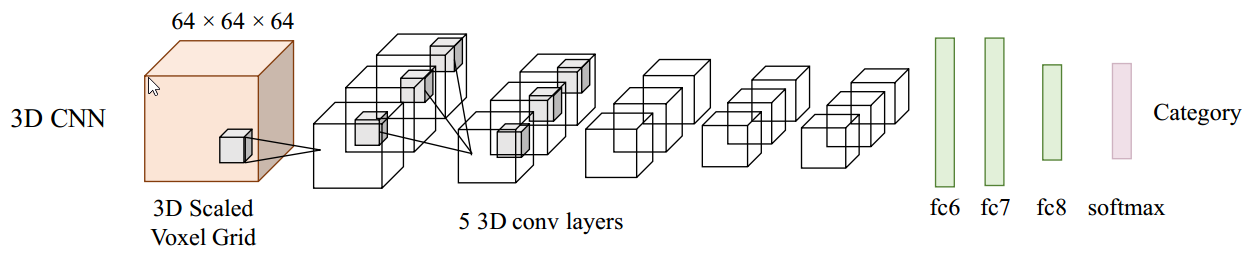 64 × 64 × 64
3D CNN
Category
3D Scaled
Voxel Grid
5 3D conv layers
fc6 fc7 fc8 softmax